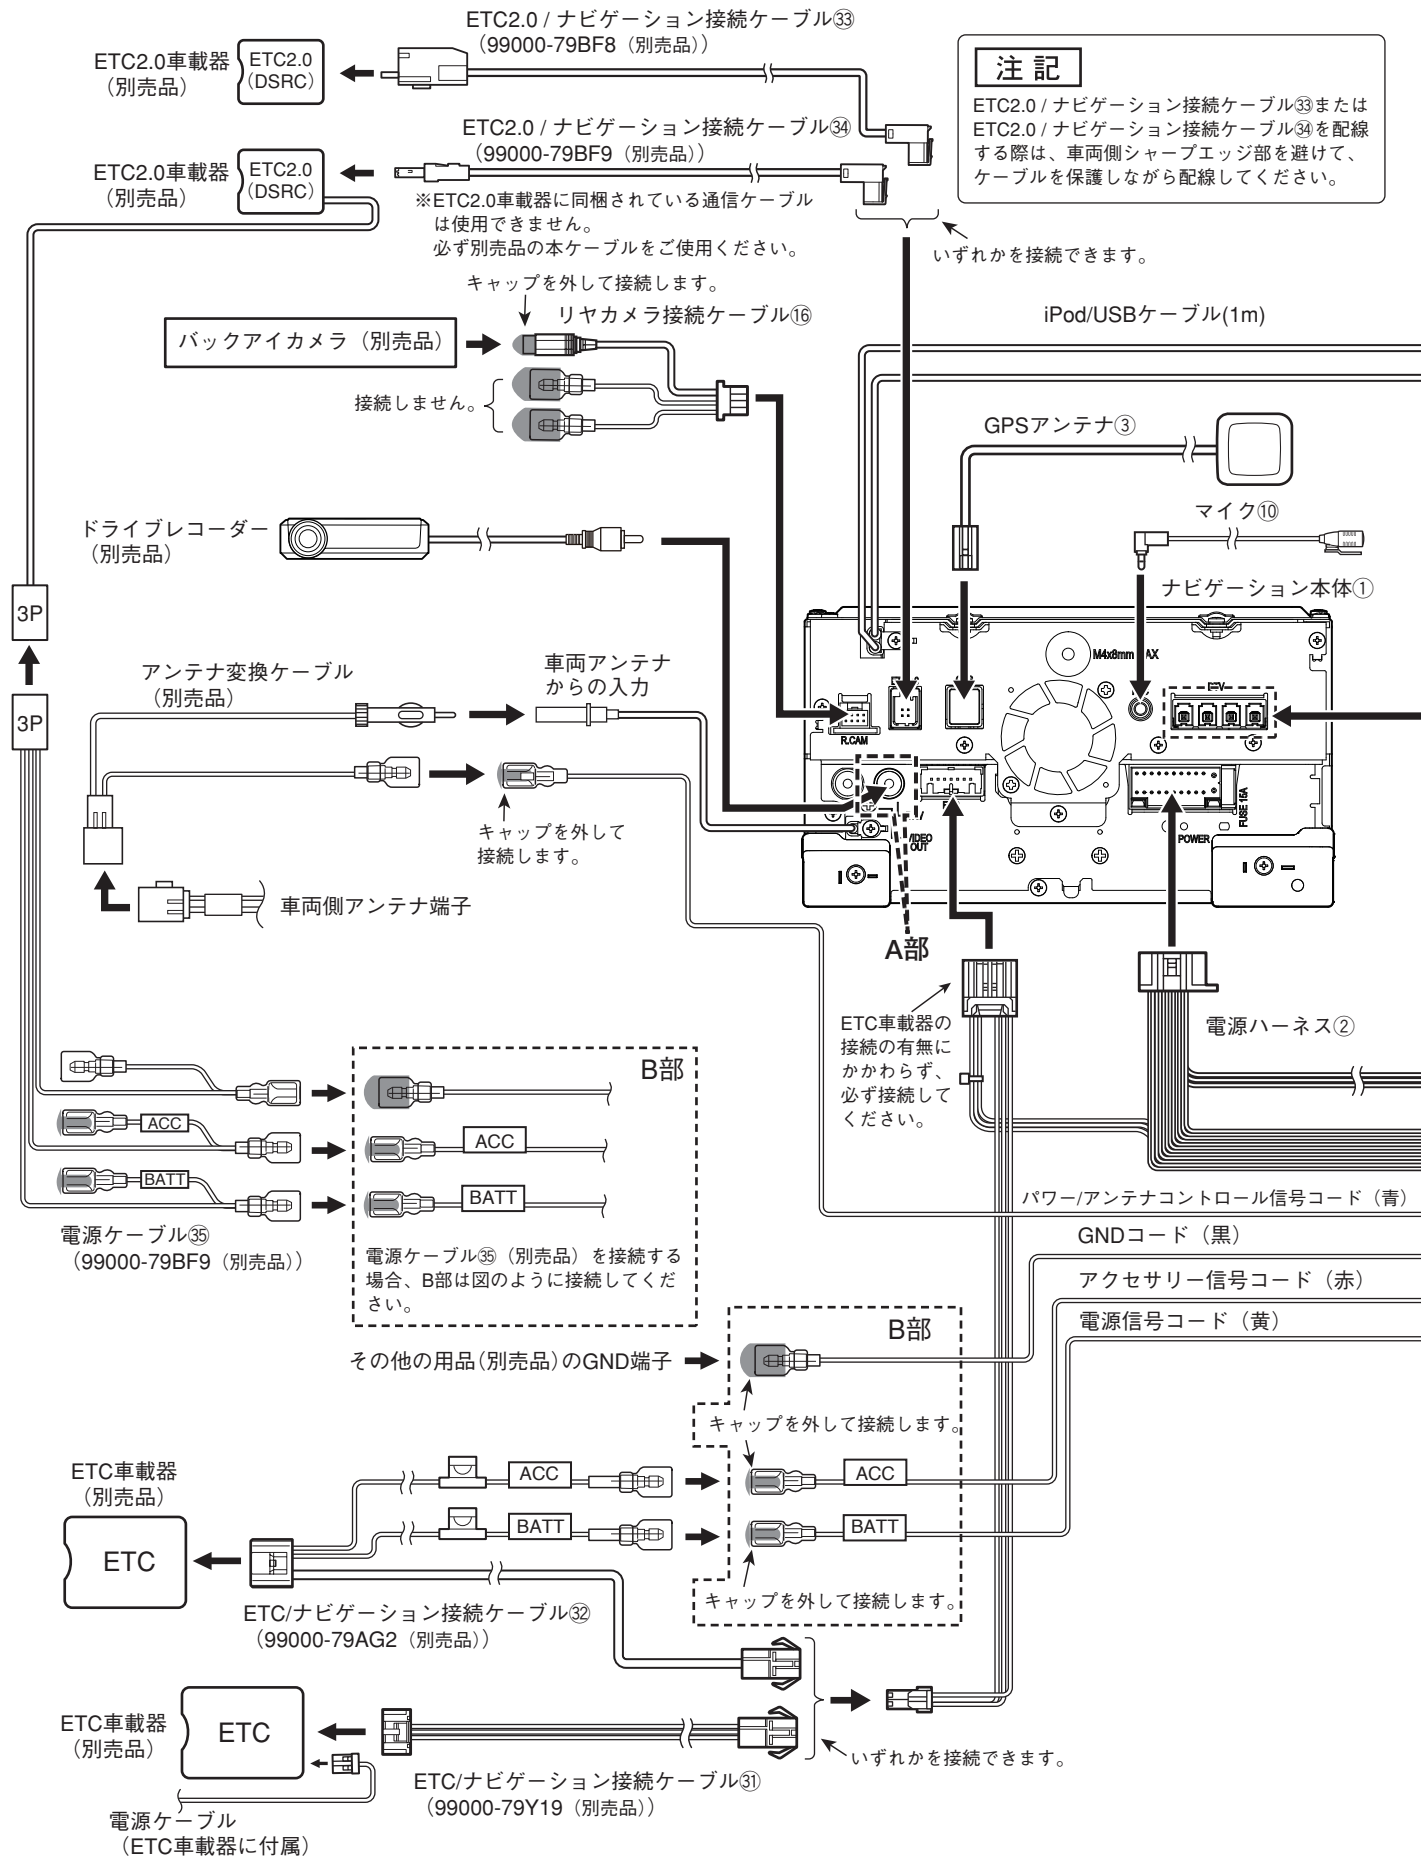 ETC2.0 / ナビゲーション接続ケーブル㉝
（99000-79BF8（別売品））
ETC2.0車載器
（別売品）
ETC2.0
(DSRC)
注 記
ETC2.0 / ナビゲーション接続ケーブル㉝または
ETC2.0 / ナビゲーション接続ケーブル㉞を配線
する際は、車両側シャープエッジ部を避けて、
ケーブルを保護しながら配線してください。
ETC2.0 / ナビゲーション接続ケーブル㉞
（99000-79BF9（別売品））
ETC2.0車載器
（別売品）
ETC2.0
(DSRC)
※ETC2.0車載器に同梱されている通信ケーブル
は使用できません。
必ず別売品の本ケーブルをご使用ください。
いずれかを接続できます。
キャップを外して接続します。
リヤカメラ接続ケーブル⑯
iPod/USBケーブル(1m)
バックアイカメラ（別売品）
接続しません。
GPSアンテナ③
マイク⑩
ドライブレコーダー
（別売品）
ナビゲーション本体①
3P
アンテナ変換ケーブル
（別売品）
車両アンテナ
からの入力
3P
M4x8mm
R.CAM
キャップを外して
接続します。
VIDEO
OUT
POWER
FUSE 15A
車両側アンテナ端子
A部
ETC車載器の
接続の有無に
かかわらず、
必ず接続して
ください。
電源ハーネス②
B部
ACC
ACC
BATT
BATT
電源ケーブル㉟
（99000-79BF9（別売品））
電源ケーブル㉟（別売品）を接続する
場合、B部は図のように接続してくだ
さい。
パワー/アンテナコントロール信号コード（青）
GNDコード（黒）
アクセサリー信号コード（赤）
電源信号コード（黄）
B部
その他の用品(別売品)のGND端子
キャップを外して接続します。
ETC車載器
（別売品）
ETC
ACC
ACC
BATT
BATT
キャップを外して接続します。
ETC/ナビゲーション接続ケーブル㉜
（99000-79AG2（別売品））
ETC車載器
（別売品）
ETC
いずれかを接続できます。
ETC/ナビゲーション接続ケーブル㉛
（99000-79Y19（別売品））
電源ケーブル
（ETC車載器に付属）